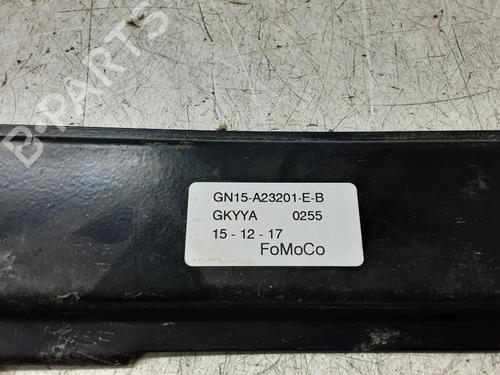 B-PARTS
GN15-A23201-E-B
GKYYA 0255
15 - 12 - 17
FoMoCo